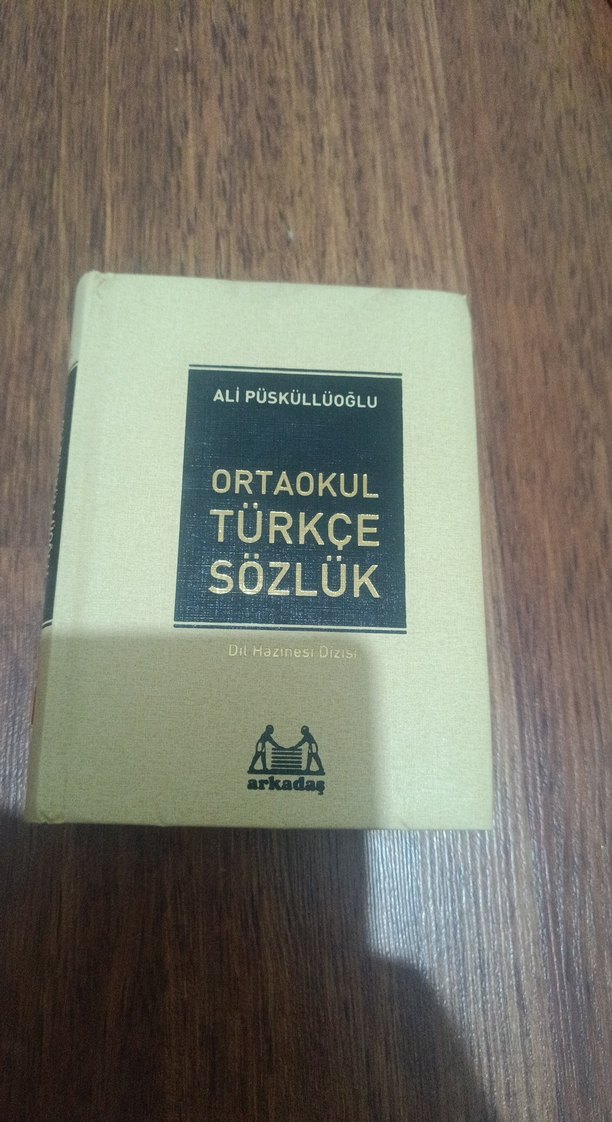 ALİ PÜSKÜLLÜOĞLU
ORTAOKUL
TÜRKÇE
SÖZLÜK
Dil Hazinesi Dizisi
arkadaş